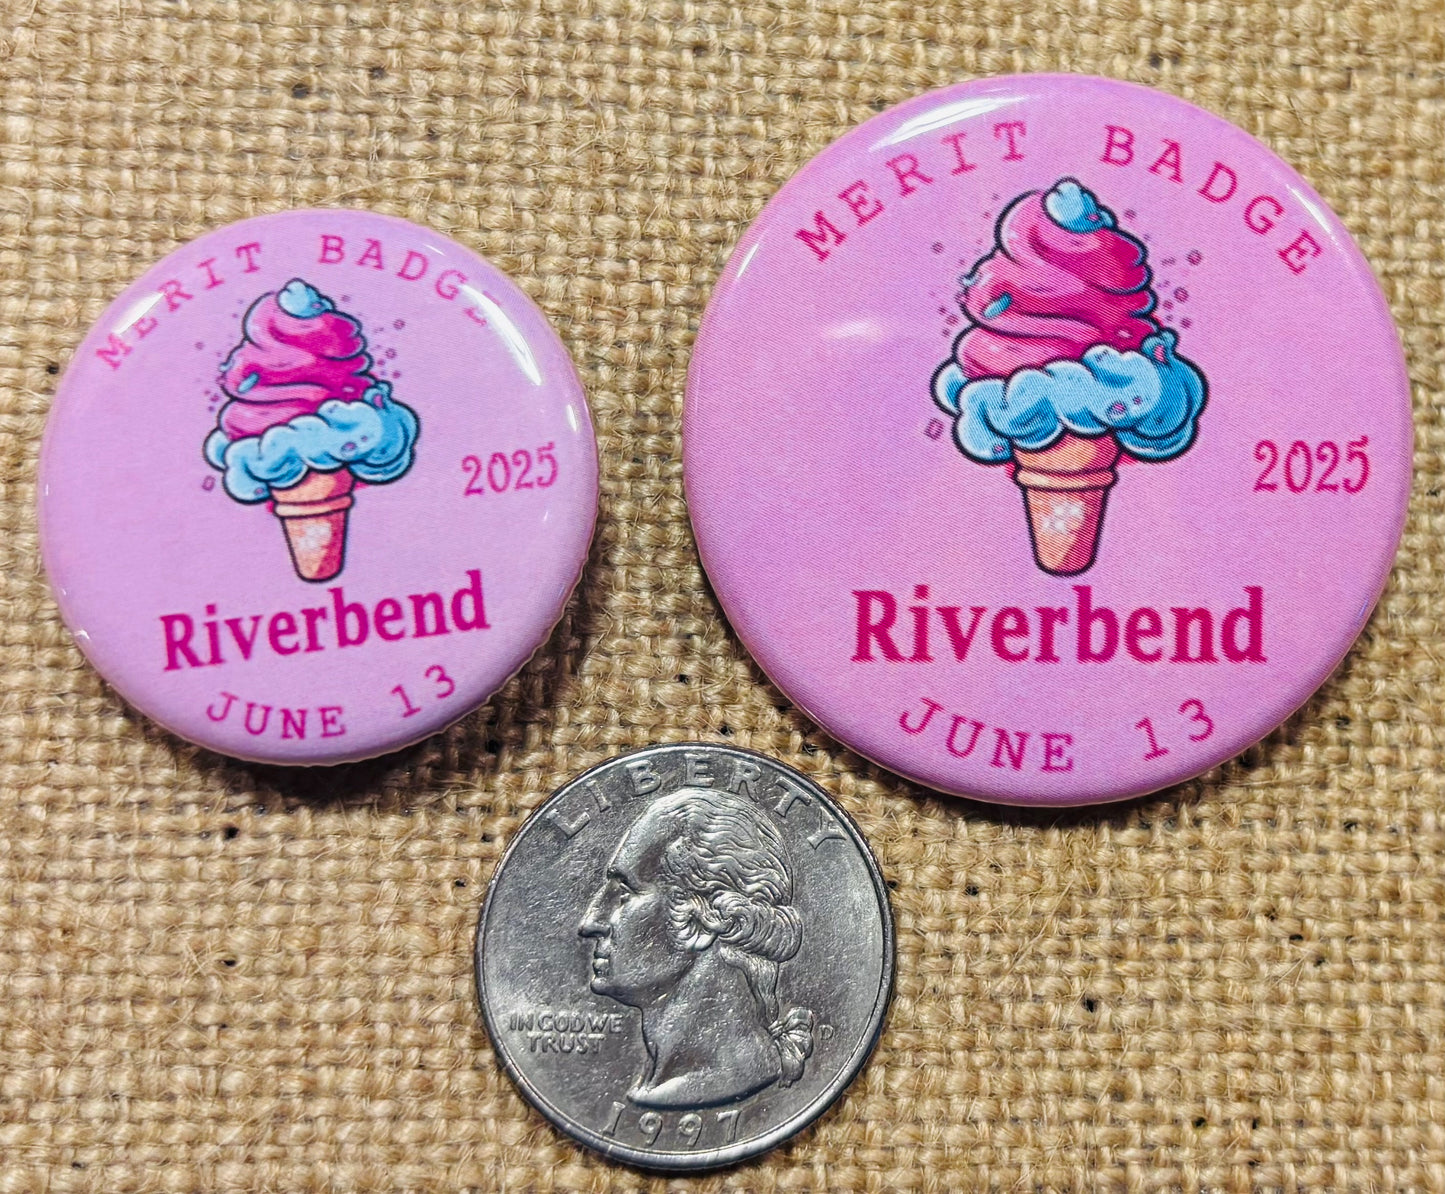 MERIT BADGE
2025
Riverbend
JUNE 13
MERIT BADGE
2025
Riverbend
JUNE 13
LIBERTY
IN GOD WE
TRUST
D
1997